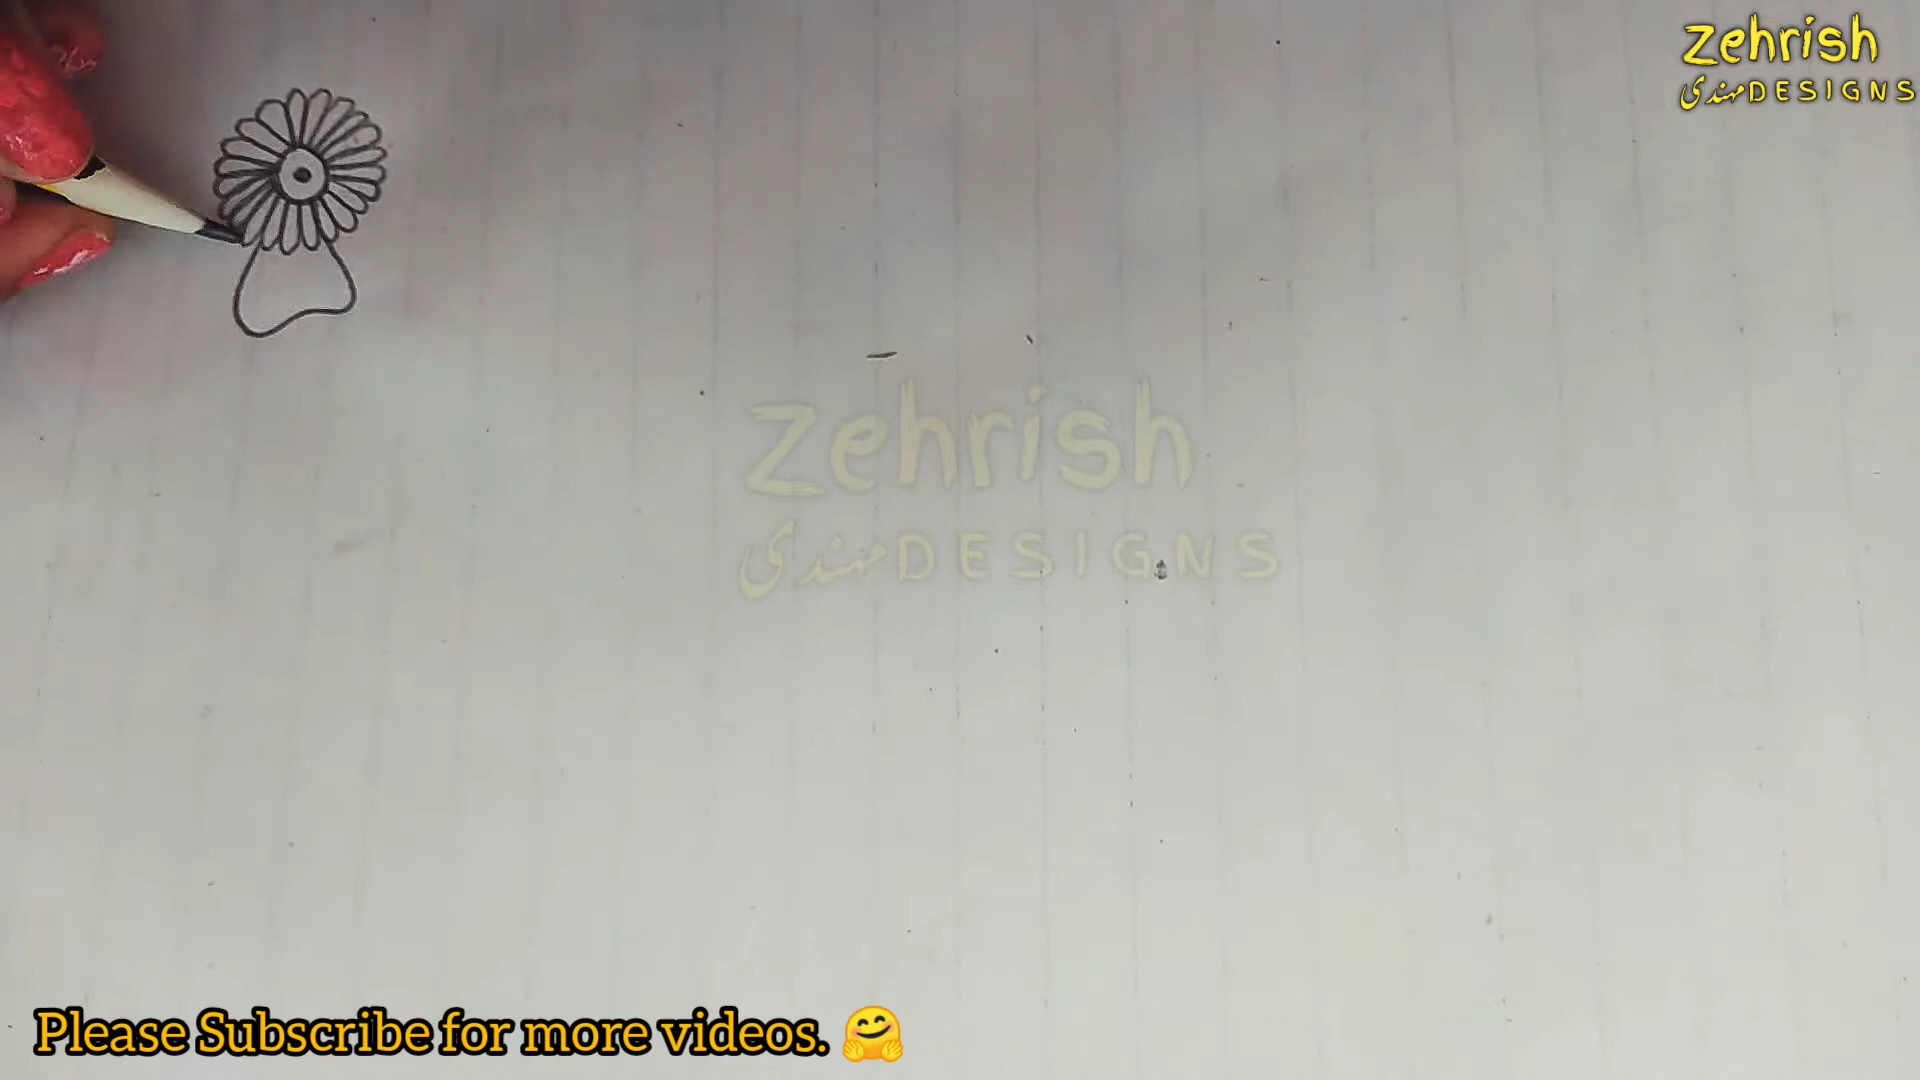 Zehrish
مہندی DESIGNS
Zehrish
مہندی DESIGNS
Please Subscribe for more videos. 🤗